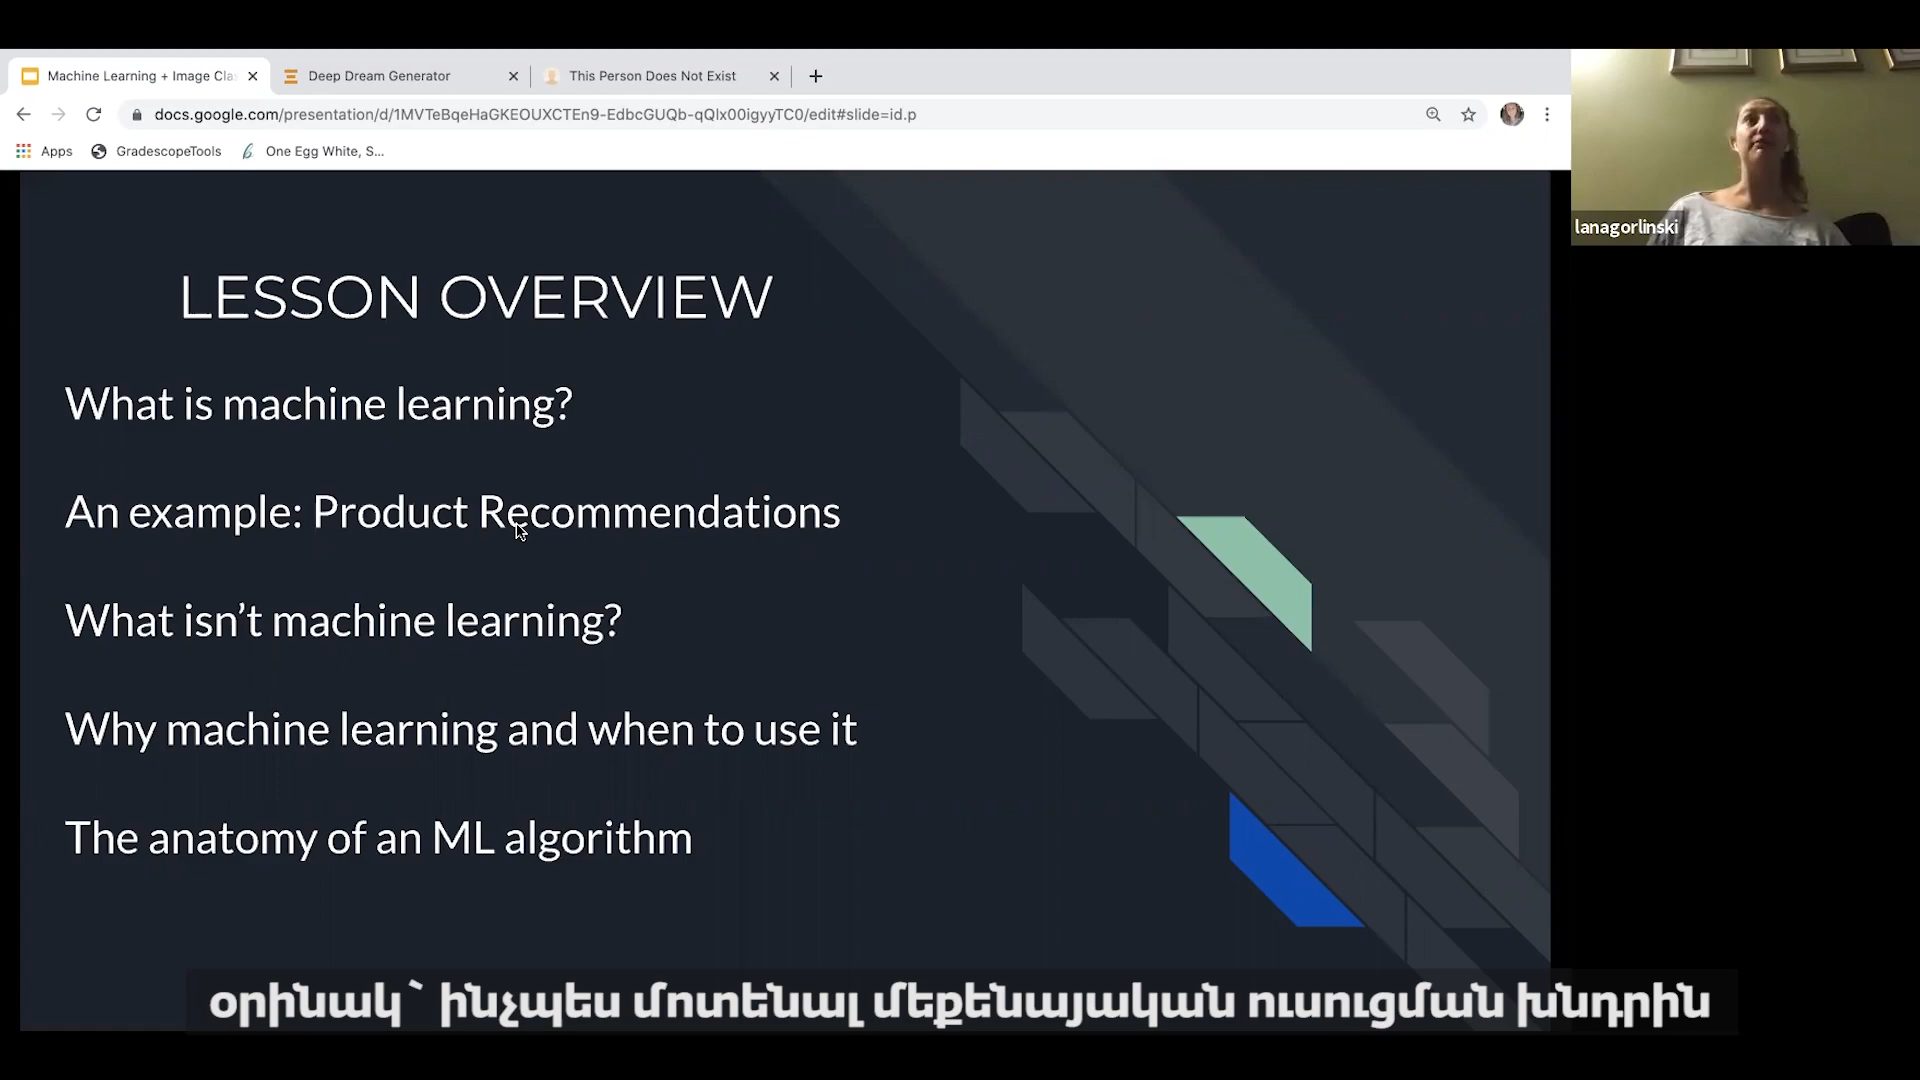 Machine Learning + Image Cla
Deep Dream Generator
This Person Does Not Exist
docs.google.com/presentation/d/1MVTeBqeHaGKEOUXCTEn9-EdbcGUQb-qQlx00igyyTC0/edit#slide=id.p
Apps
GradescopeTools
One Egg White, S...
lanagorlinski
LESSON OVERVIEW
What is machine learning?
An example: Product Recommendations
What isn’t machine learning?
Why machine learning and when to use it
The anatomy of an ML algorithm
օրինակ` ինչպես մոտենալ մեքենայական ուսուցման խնդրին